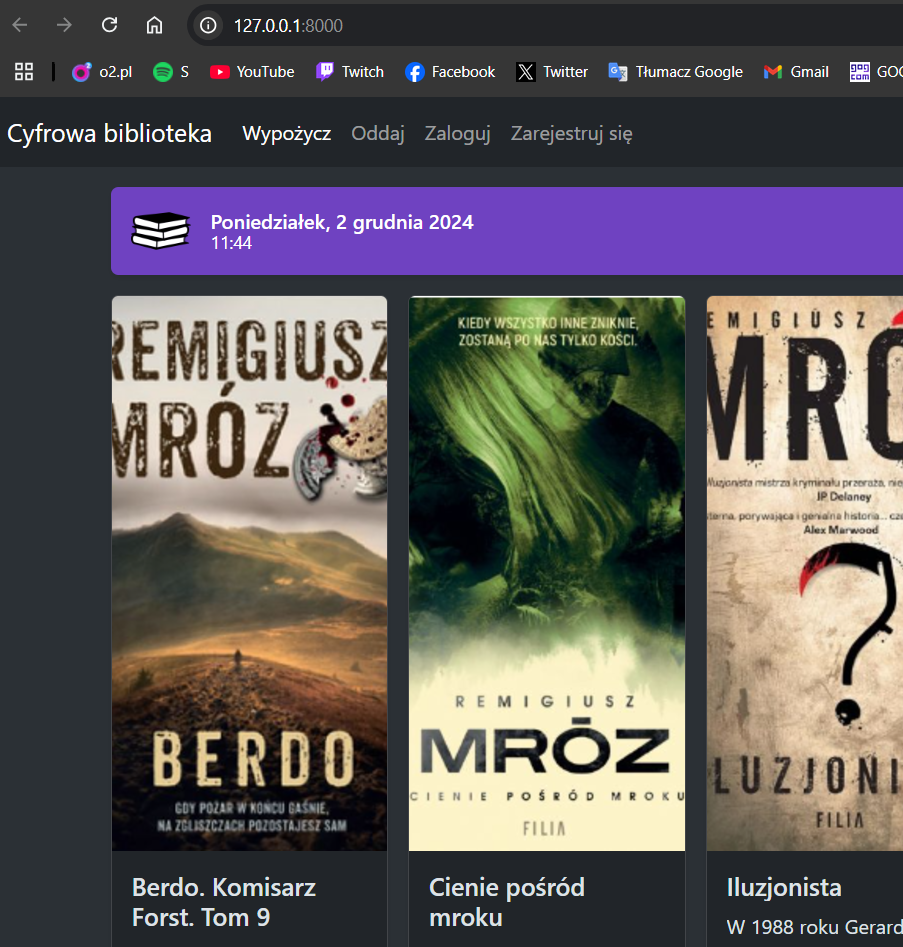 127.0.0.1:8000
o2.pl S YouTube Twitch Facebook Twitter Tłumacz Google Gmail
Cyfrowa biblioteka Wypożycz Oddaj Zaloguj Zarejestruj się
Poniedziałek, 2 grudnia 2024
11:44
REMIGIUSZ
MRÓZ
BERDO
GDY POŻAR W KOŃCU GAŚNIE,
NA ZGLISZCZACH POZOSTAJESZ SAM
KIEDY WSZYSTKO INNE ZNIKNIE,
ZOSTANĄ PO NAS TYLKO KOŚCI.
REMIGIUSZ
MRÓZ
CIENIE POŚRÓD MROKU
FILIA
EMIGIUSZ
MRÓ
Iluzjonista mistrza kryminału przeraża, nie
JP Delaney
porywająca i genialna historia...
Alex Marwood
?
LUZJONI
FILIA
Berdo. Komisarz
Forst. Tom 9
Cienie pośród
mroku
Iluzjonista
W 1988 roku Gerard